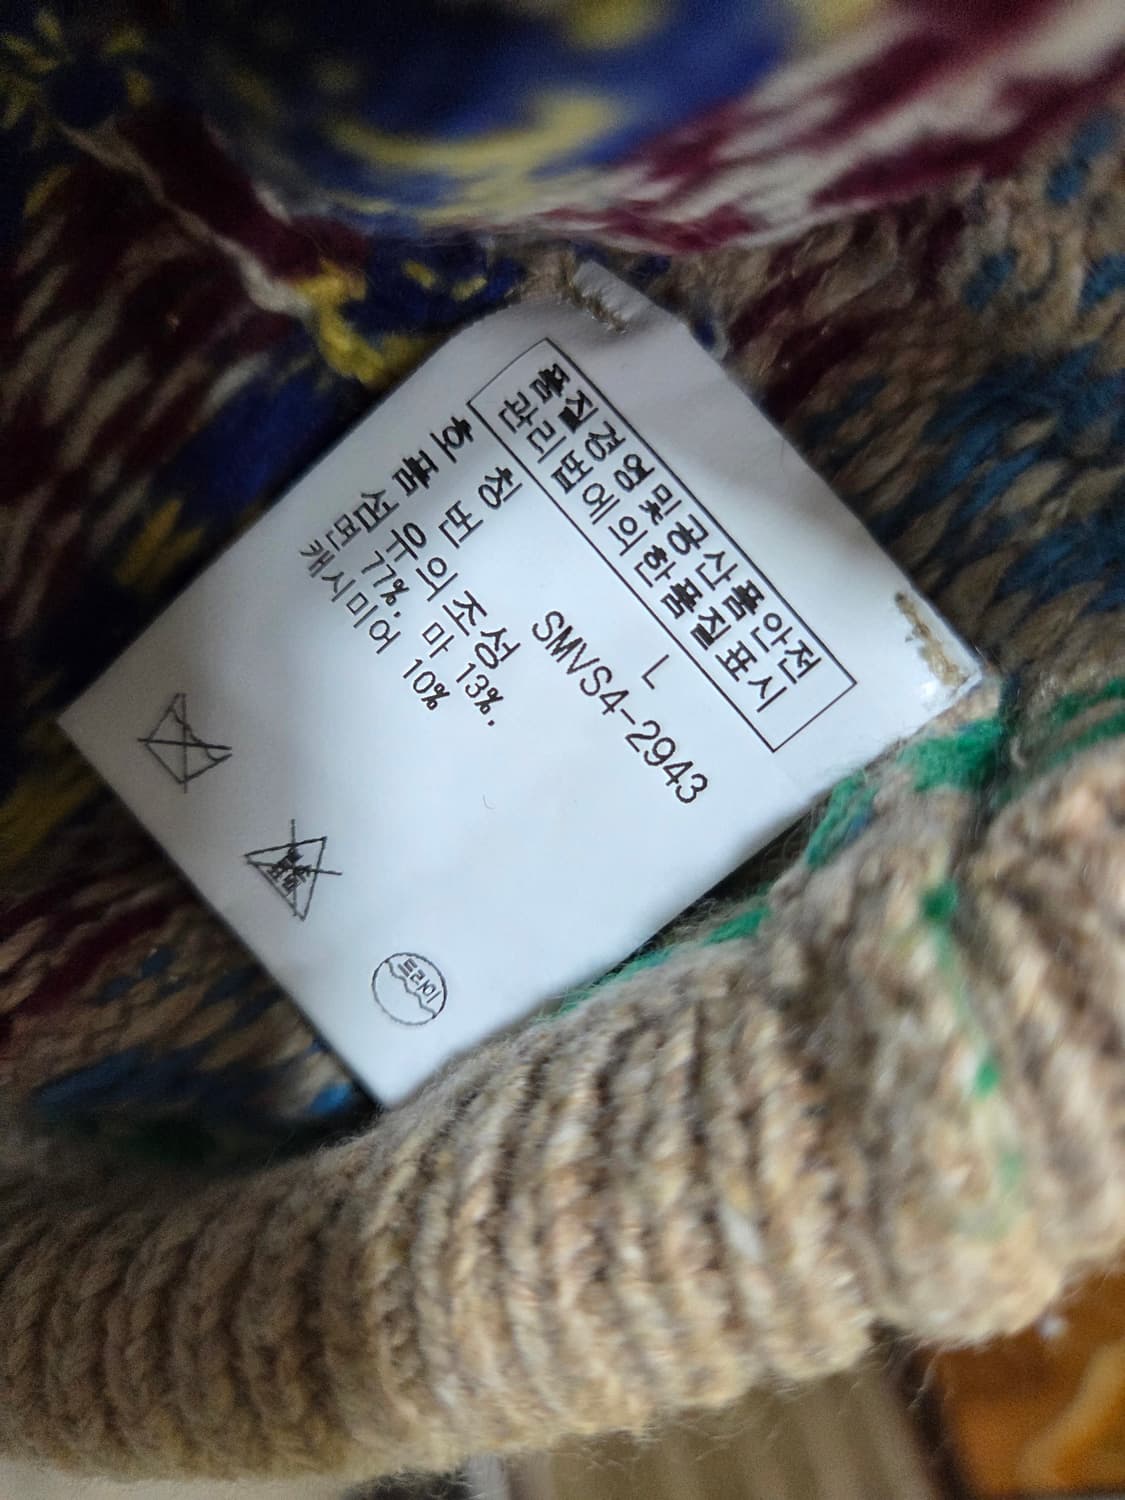 품질경영및공산품안전
관리법에의한품질표시
호 칭 L
품 번 SMVS4-2943
섬유의조성
면 77%, 마 13%,
캐시미어 10%
드라이